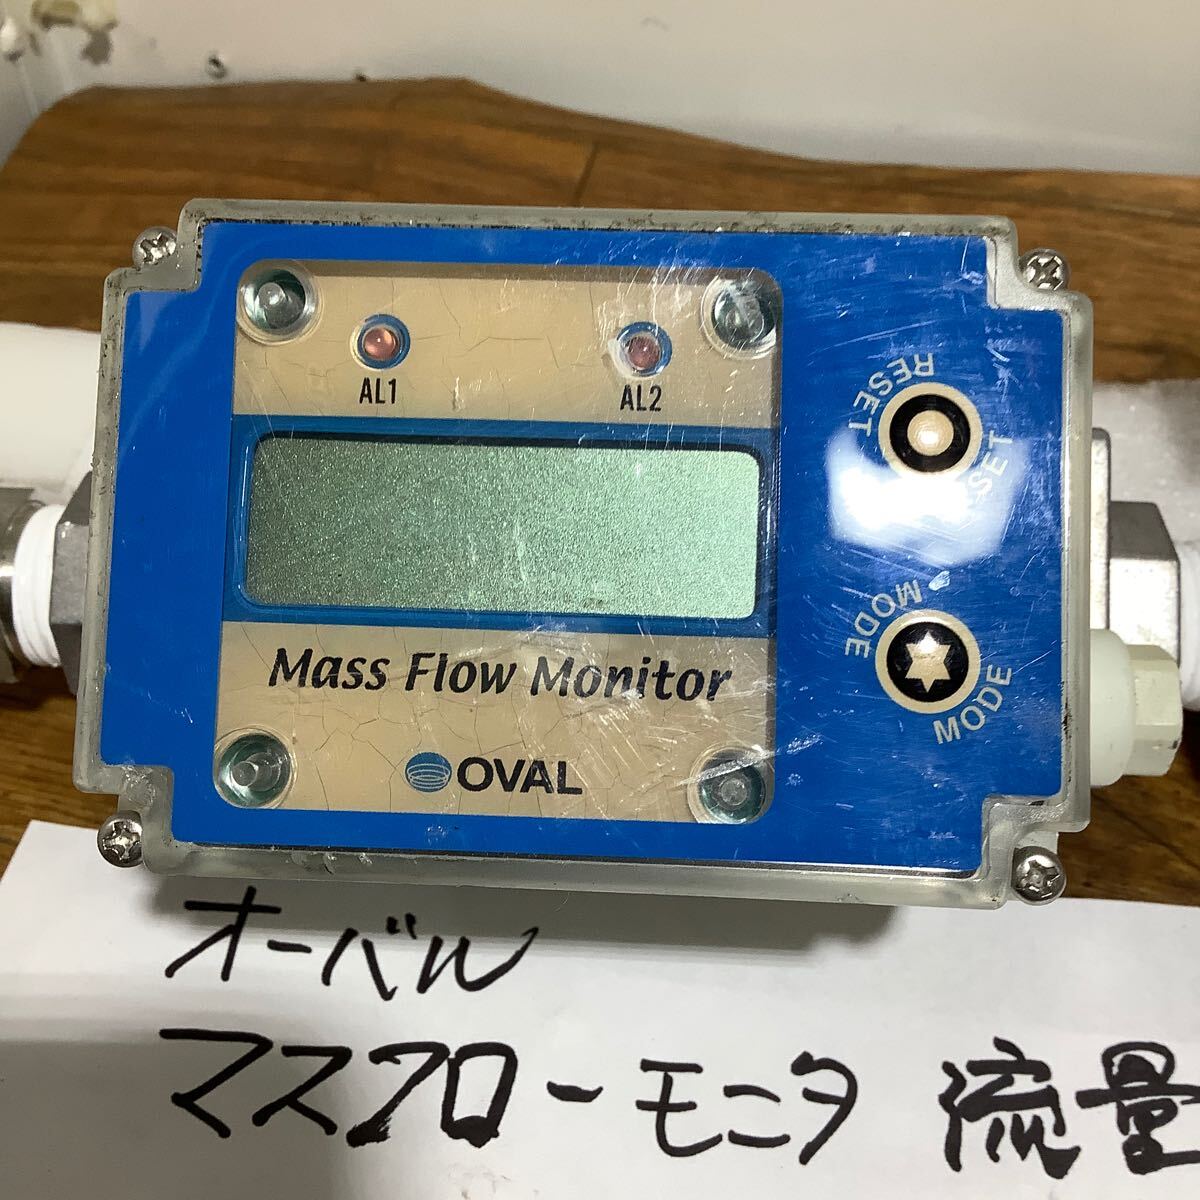 AL1 AL2
RESET
RESET
MODE
MODE
Mass Flow Monitor
OVAL
オーバル
マスフローモニタ 流量